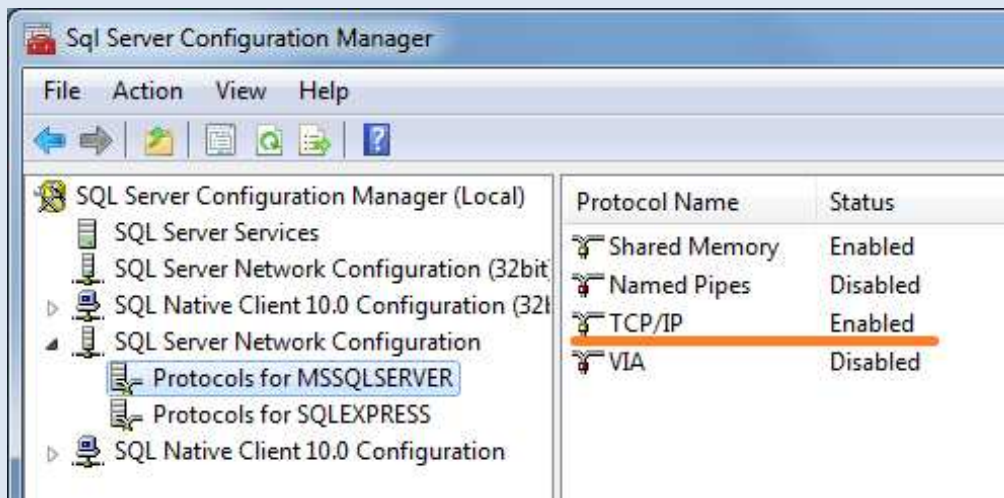 Sql Server Configuration Manager
File Action View Help
SQL Server Configuration Manager (Local)
SQL Server Services
SQL Server Network Configuration (32bit
SQL Native Client 10.0 Configuration (32b
SQL Server Network Configuration
Protocols for MSSQLSERVER
Protocols for SQLEXPRESS
SQL Native Client 10.0 Configuration
Protocol Name Status
Shared Memory Enabled
Named Pipes Disabled
TCP/IP Enabled
VIA Disabled